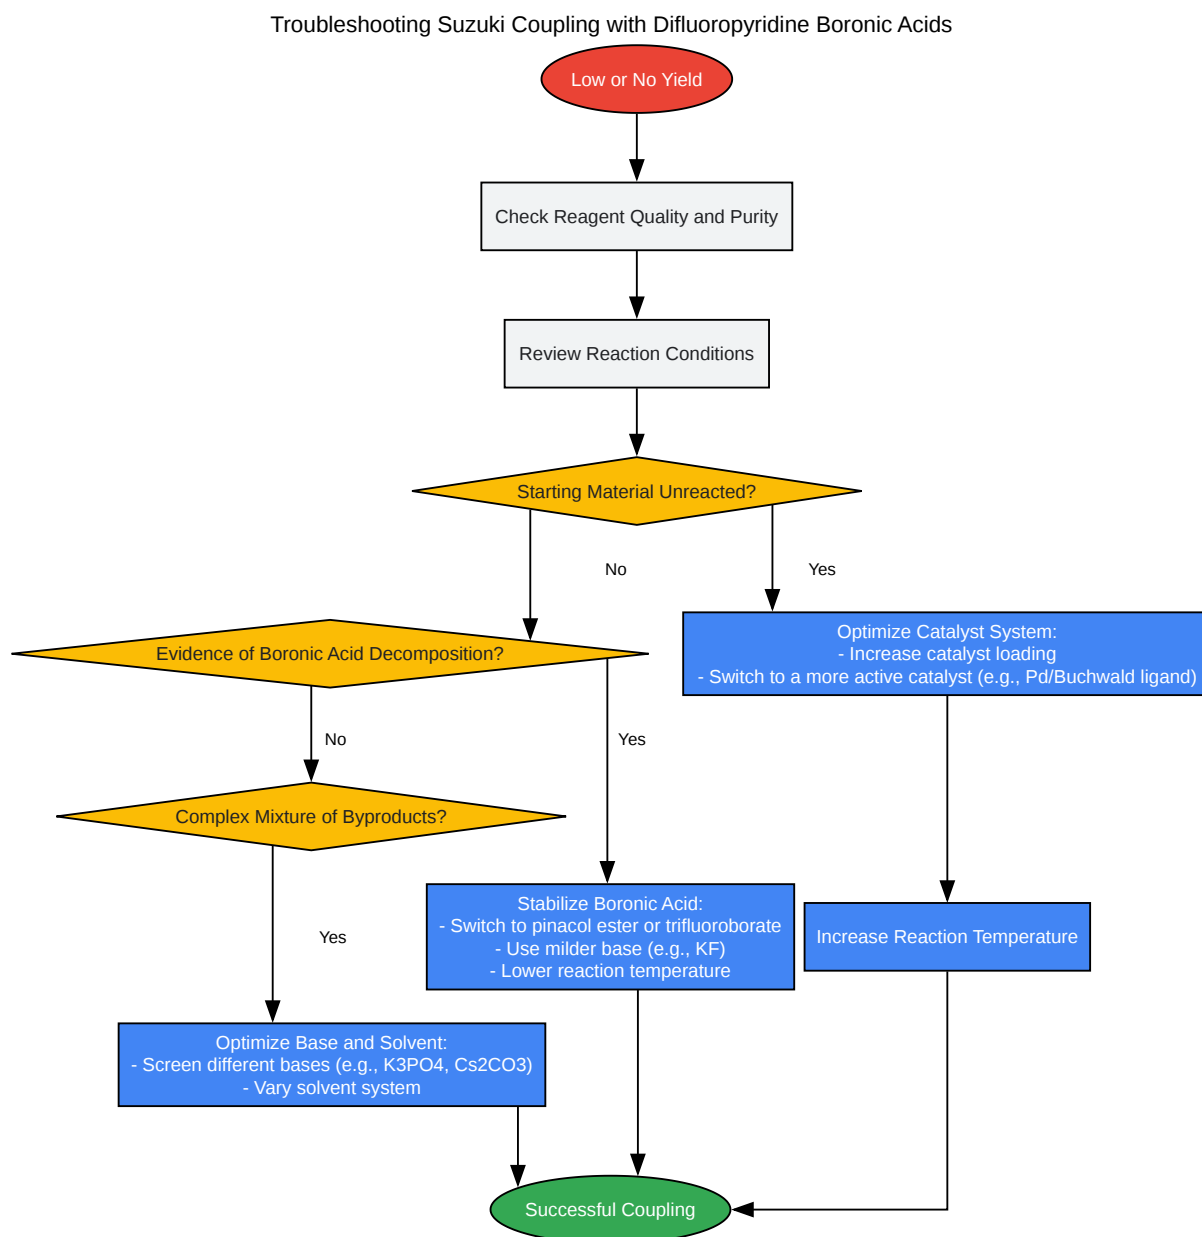 Troubleshooting Suzuki Coupling with Difluoropyridine Boronic Acids
Low or No Yield
Check Reagent Quality and Purity
Review Reaction Conditions
Starting Material Unreacted?
No
Yes
Evidence of Boronic Acid Decomposition?
Optimize Catalyst System:
- Increase catalyst loading
- Switch to a more active catalyst (e.g., Pd/Buchwald ligand)
No
Yes
Complex Mixture of Byproducts?
Stabilize Boronic Acid:
- Switch to pinacol ester or trifluoroborate
- Use milder base (e.g., KF)
- Lower reaction temperature
Increase Reaction Temperature
Yes
Optimize Base and Solvent:
- Screen different bases (e.g., K3PO4, Cs2CO3)
- Vary solvent system
Successful Coupling